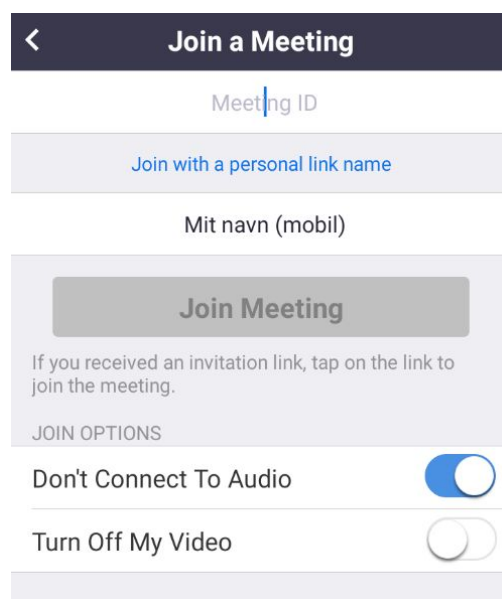 Join a Meeting
Meeting ID
Join with a personal link name
Mit navn (mobil)
Join Meeting
If you received an invitation link, tap on the link to
join the meeting.
JOIN OPTIONS
Don't Connect To Audio
Turn Off My Video